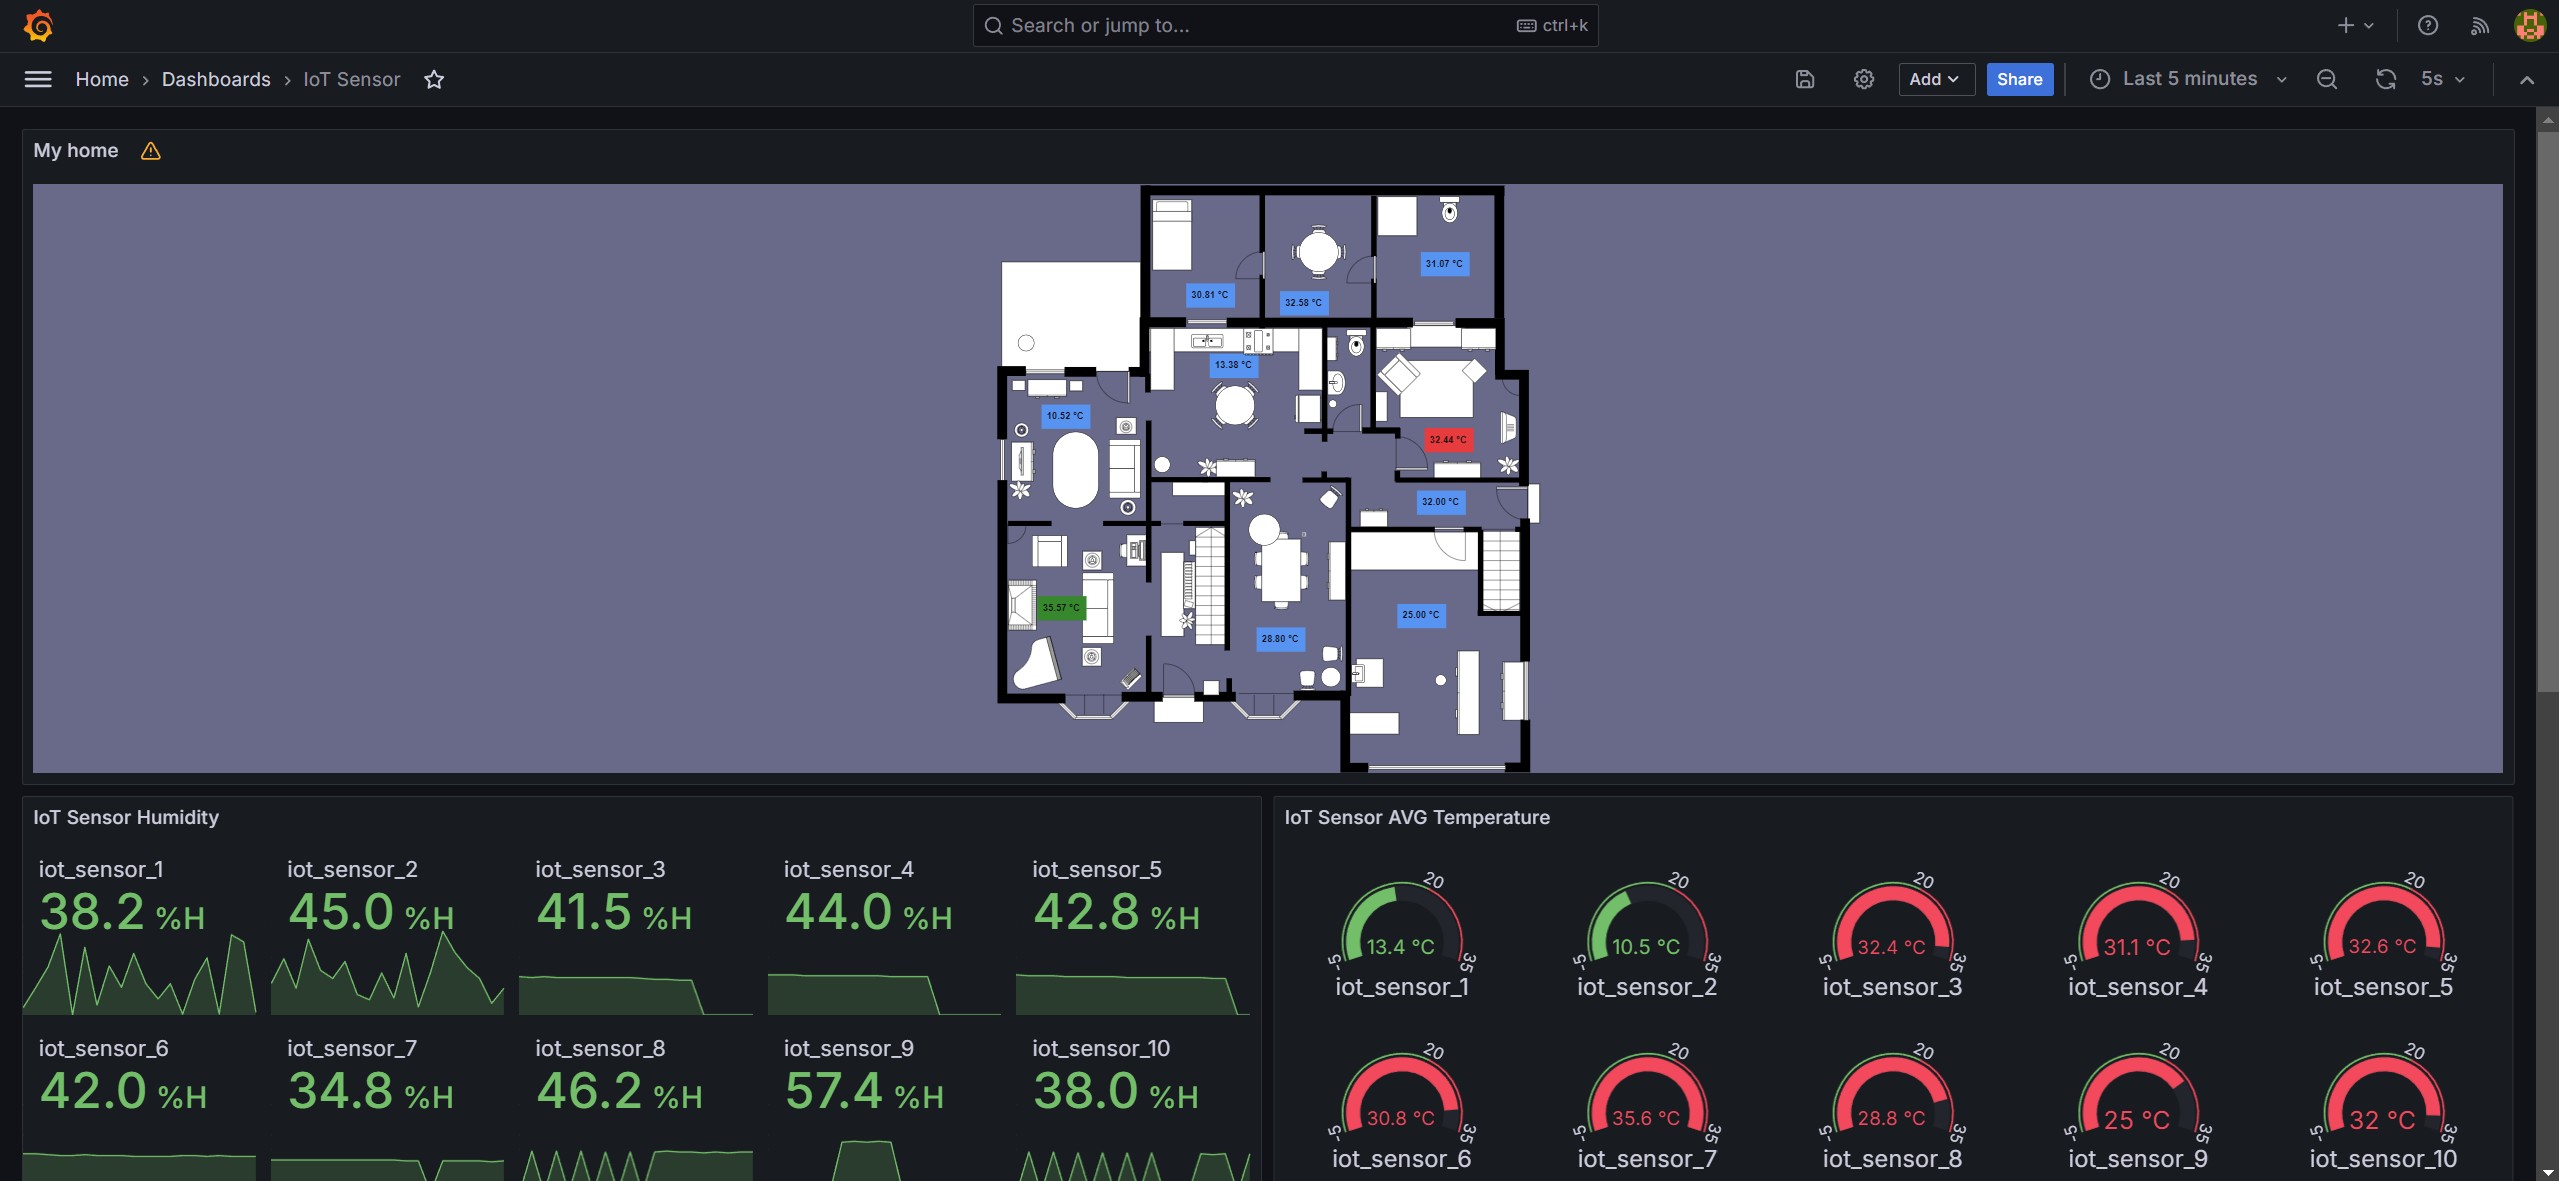 Search or jump to...
ctrl+k
Home
Dashboards
IoT Sensor
Add
Share
Last 5 minutes
5s
My home
31.07 °C
30.81 °C
32.58 °C
13.38 °C
10.52 °C
32.44 °C
32.00 °C
35.57 °C
25.00 °C
28.80 °C
IoT Sensor Humidity
iot_sensor_1
38.2 %H
iot_sensor_2
45.0 %H
iot_sensor_3
41.5 %H
iot_sensor_4
44.0 %H
iot_sensor_5
42.8 %H
iot_sensor_6
42.0 %H
iot_sensor_7
34.8 %H
iot_sensor_8
46.2 %H
iot_sensor_9
57.4 %H
iot_sensor_10
38.0 %H
IoT Sensor AVG Temperature
20
13.4 °C
-5
35
iot_sensor_1
20
10.5 °C
-5
35
iot_sensor_2
20
32.4 °C
-5
35
iot_sensor_3
20
31.1 °C
-5
35
iot_sensor_4
20
32.6 °C
-5
35
iot_sensor_5
20
30.8 °C
-5
35
iot_sensor_6
20
35.6 °C
-5
35
iot_sensor_7
20
28.8 °C
-5
35
iot_sensor_8
20
25 °C
-5
35
iot_sensor_9
20
32 °C
-5
35
iot_sensor_10